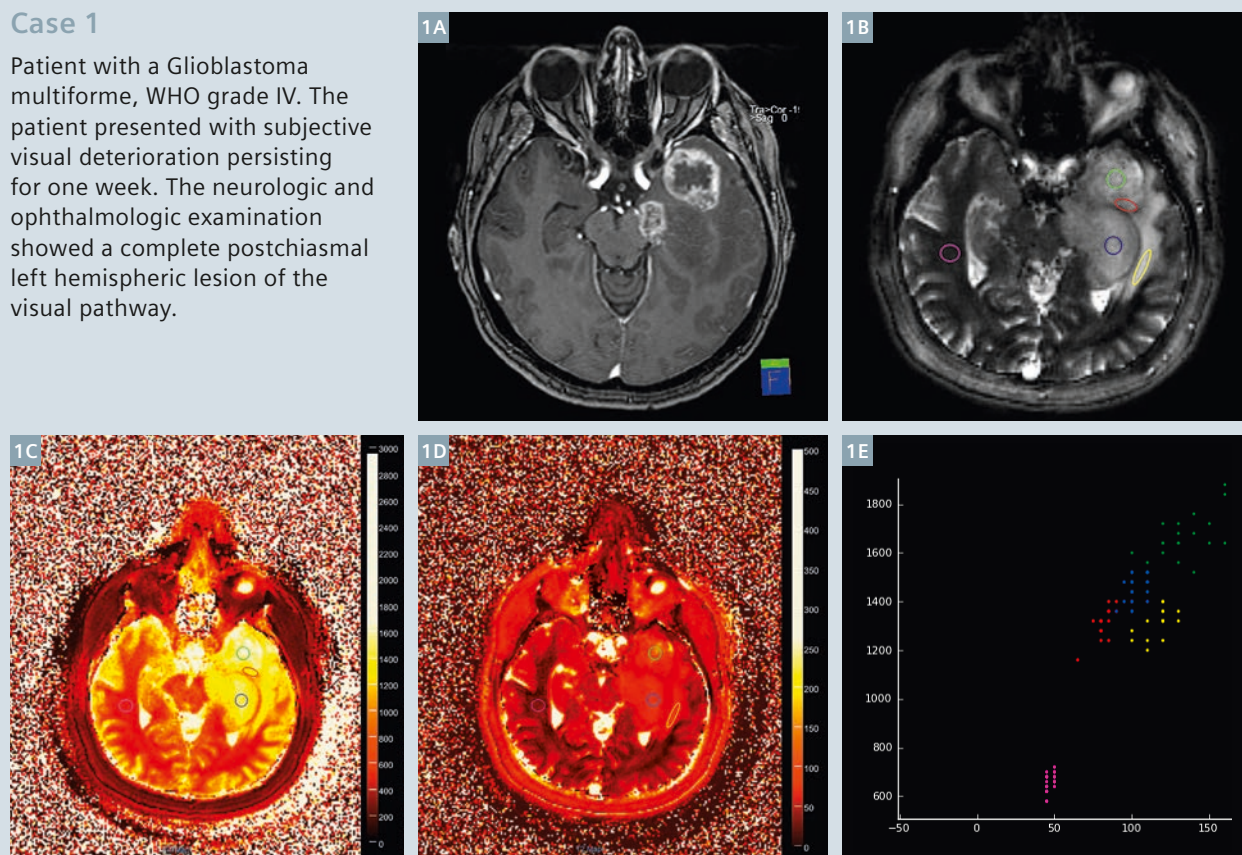 Case 1
Patient with a Glioblastoma
multiforme, WHO grade IV. The
patient presented with subjective
visual deterioration persisting
for one week. The neurologic and
ophthalmologic examination
showed a complete postchiasmal
left hemispheric lesion of the
visual pathway.
1A
Tra>Cor
>Sag 0
F
1B
1C
3000
2800
2600
2400
2200
2000
1800
1600
1400
1200
1000
800
600
400
200
0
1D
500
450
400
350
300
250
200
150
100
50
0
1E
1800
1600
1400
1200
1000
800
600
−50 0 50 100 150